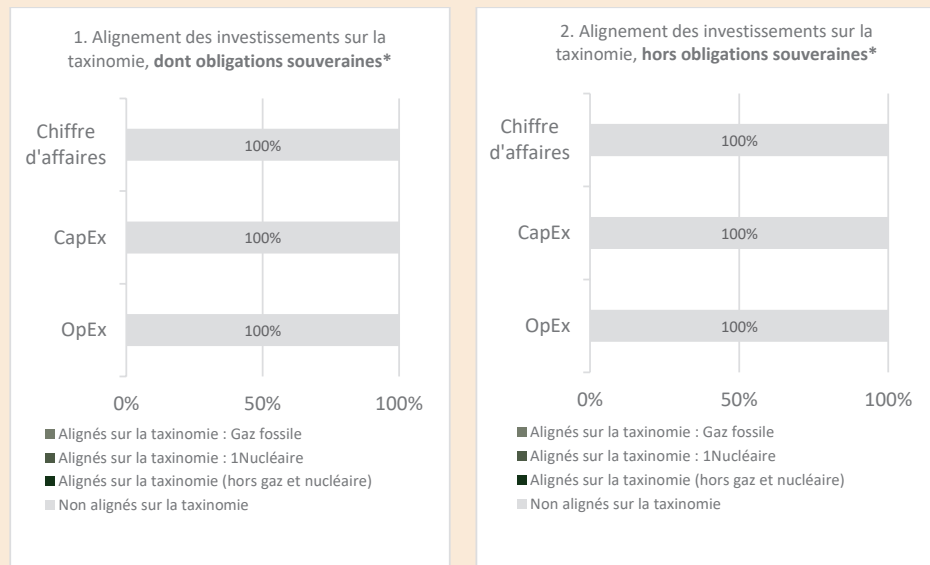 1. Alignement des investissements sur la
taxinomie, dont obligations souveraines*
Chiffre
d'affaires
100%
CapEx
100%
OpEx
100%
0% 50% 100%
Alignés sur la taxinomie : Gaz fossile
Alignés sur la taxinomie : 1Nucléaire
Alignés sur la taxinomie (hors gaz et nucléaire)
Non alignés sur la taxinomie
2. Alignement des investissements sur la
taxinomie, hors obligations souveraines*
Chiffre
d'affaires
100%
CapEx
100%
OpEx
100%
0% 50% 100%
Alignés sur la taxinomie : Gaz fossile
Alignés sur la taxinomie : 1Nucléaire
Alignés sur la taxinomie (hors gaz et nucléaire)
Non alignés sur la taxinomie